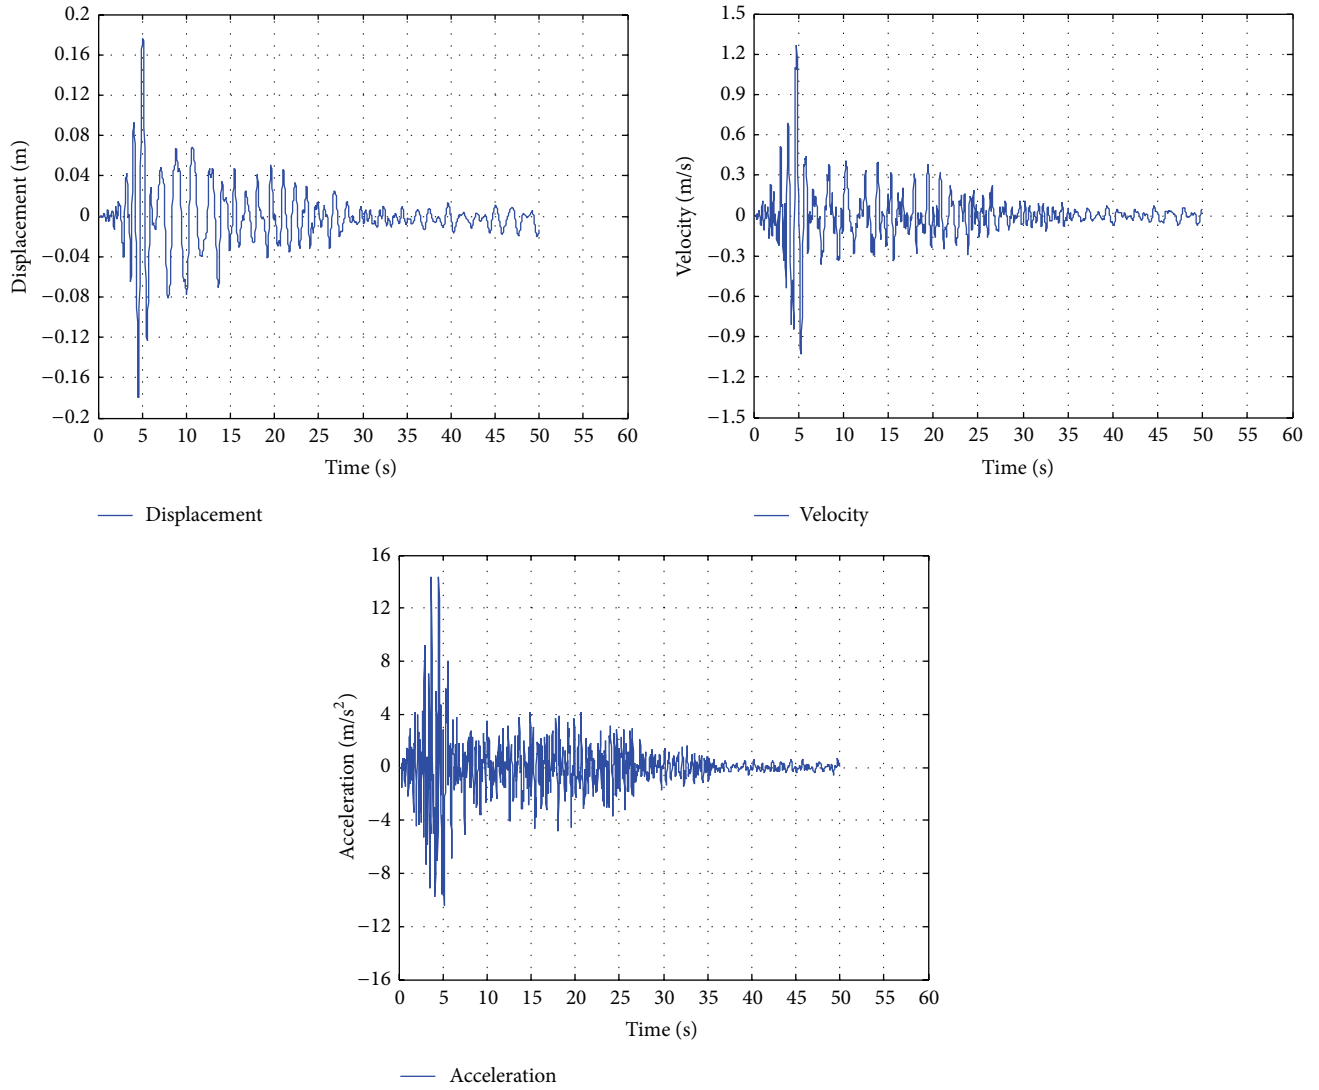 Displacement (m)
0.2
0.16
0.12
0.08
0.04
0
−0.04
−0.08
−0.12
−0.16
−0.2
0 5 10 15 20 25 30 35 40 45 50 55 60
Time (s)
Displacement
Velocity (m/s)
1.5
1.2
0.9
0.6
0.3
0
−0.3
−0.6
−0.9
−1.2
−1.5
0 5 10 15 20 25 30 35 40 45 50 55 60
Time (s)
Velocity
Acceleration (m/s²)
16
12
8
4
0
−4
−8
−12
−16
0 5 10 15 20 25 30 35 40 45 50 55 60
Time (s)
Acceleration